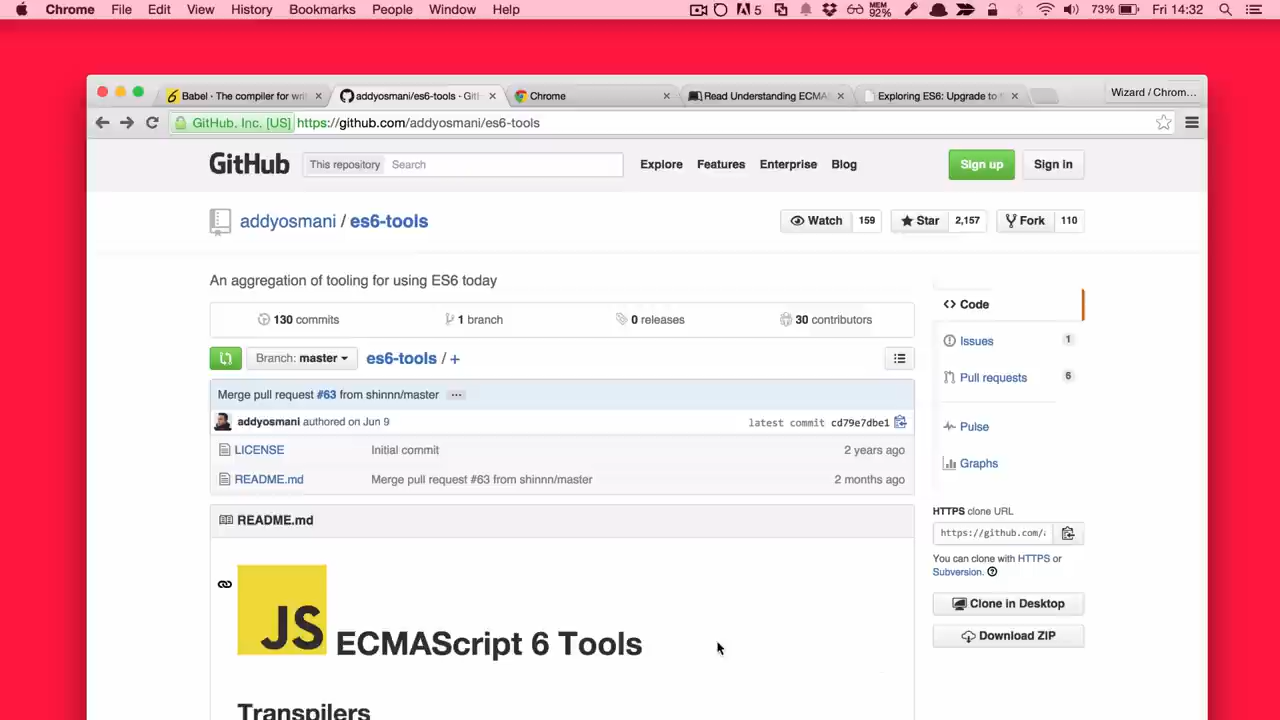 Chrome File Edit View History Bookmarks People Window Help 5 MEM 92% 73% Fri 14:32
Babel · The compiler for wri addyosmani/es6-tools · GitH Chrome Read Understanding ECMA Exploring ES6: Upgrade to t Wizard / Chrom...
GitHub, Inc. [US] https://github.com/addyosmani/es6-tools
GitHub This repository Search Explore Features Enterprise Blog Sign up Sign in
addyosmani / es6-tools Watch 159 Star 2,157 Fork 110
An aggregation of tooling for using ES6 today
130 commits 1 branch 0 releases 30 contributors
Branch: master es6-tools / +
Merge pull request #63 from shinnn/master ...
addyosmani authored on Jun 9 latest commit cd79e7dbe1
LICENSE Initial commit 2 years ago
README.md Merge pull request #63 from shinnn/master 2 months ago
README.md
JS ECMAScript 6 Tools
Transpilers
Code
Issues 1
Pull requests 6
Pulse
Graphs
HTTPS clone URL
https://github.com/
You can clone with HTTPS or
Subversion.
Clone in Desktop
Download ZIP